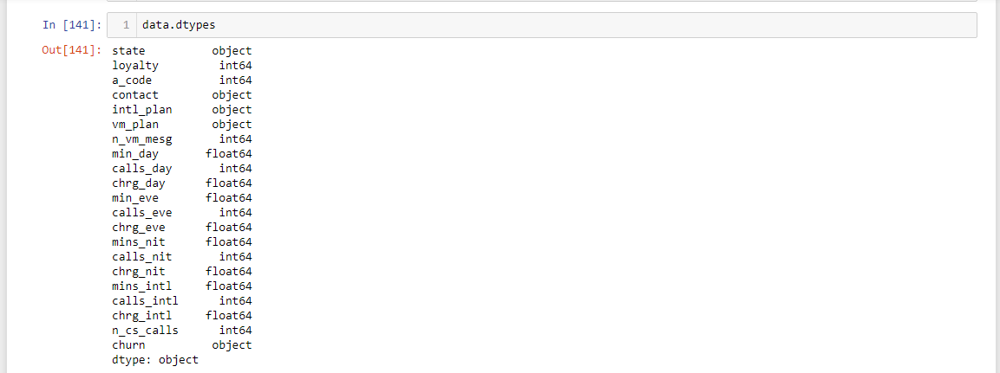 In [141]: 1 data.dtypes
Out[141]: state object
loyalty int64
a_code int64
contact object
intl_plan object
vm_plan object
n_vm_mesg int64
min_day float64
calls_day int64
chrg_day float64
min_eve float64
calls_eve int64
chrg_eve float64
mins_nit float64
calls_nit int64
chrg_nit float64
mins_intl float64
calls_intl int64
chrg_intl float64
n_cs_calls int64
churn object
dtype: object